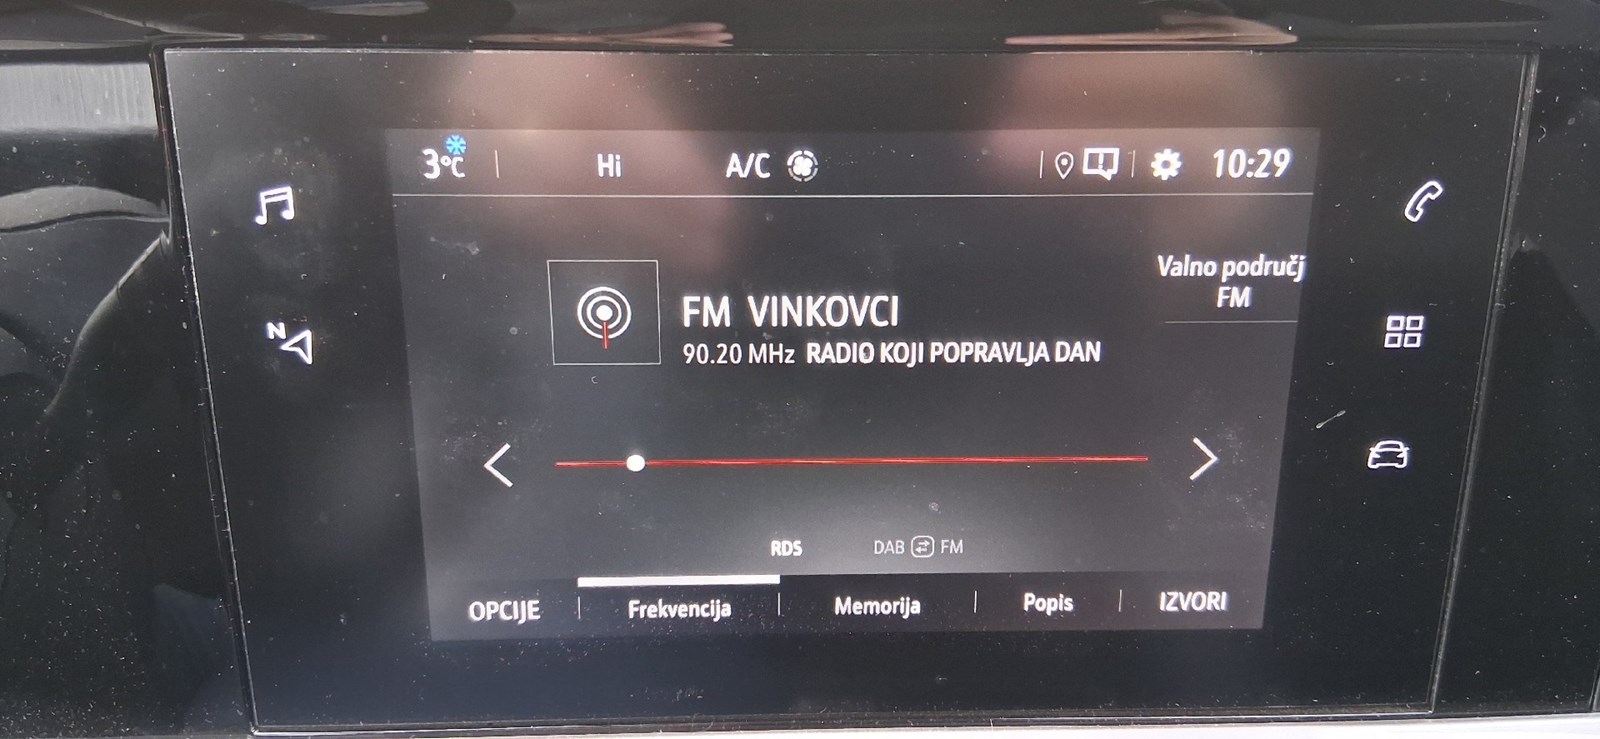 3°C Hi A/C 10:29
Valno područj
FM
FM VINKOVCI
90.20 MHz RADIO KOJI POPRAVLJA DAN
N
RDS DAB FM
OPCIJE Frekvencija Memorija Popis IZVORI